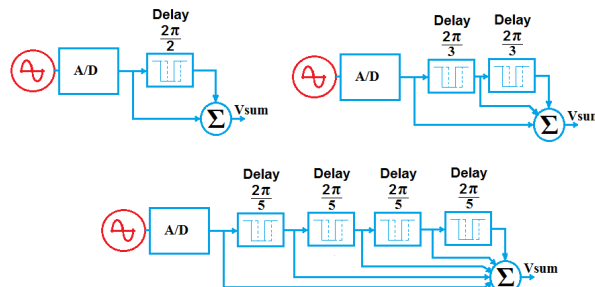 Delay
2π
2
A/D
Σ
Vsum
Delay Delay
2π 2π
3 3
A/D
Σ
Vsum
Delay Delay Delay Delay
2π 2π 2π 2π
5 5 5 5
A/D
Σ
Vsum